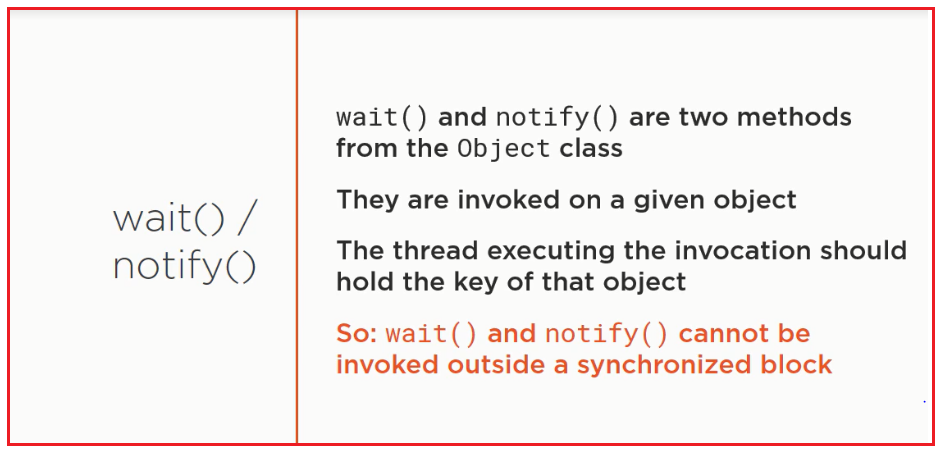 wait() /
notify()
wait() and notify() are two methods
from the Object class
They are invoked on a given object
The thread executing the invocation should
hold the key of that object
So: wait() and notify() cannot be
invoked outside a synchronized block